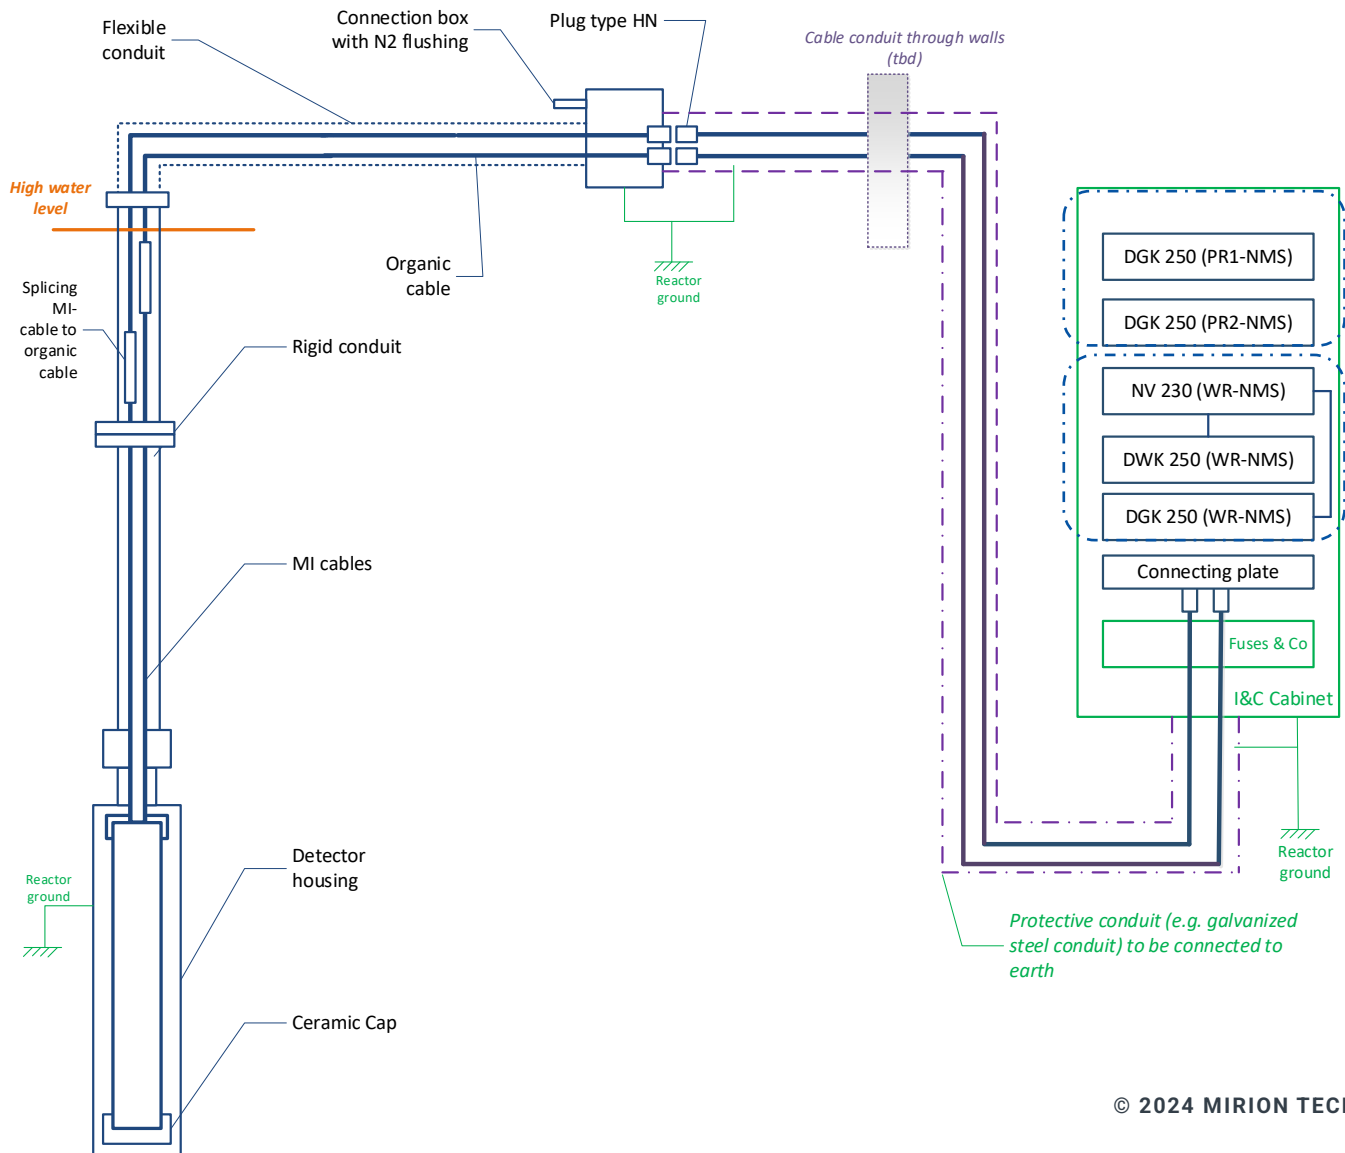 Flexible
conduit
Connection box
with N2 flushing
Plug type HN
Cable conduit through walls
(tbd)
High water
level
Organic
cable
Reactor
ground
Splicing
MI-
cable to
organic
cable
Rigid conduit
MI cables
DGK 250 (PR1-NMS)
DGK 250 (PR2-NMS)
NV 230 (WR-NMS)
DWK 250 (WR-NMS)
DGK 250 (WR-NMS)
Connecting plate
Fuses & Co
I&C Cabinet
Reactor
ground
Detector
housing
Reactor
ground
Protective conduit (e.g. galvanized
steel conduit) to be connected to
earth
Ceramic Cap
© 2024 MIRION TECH